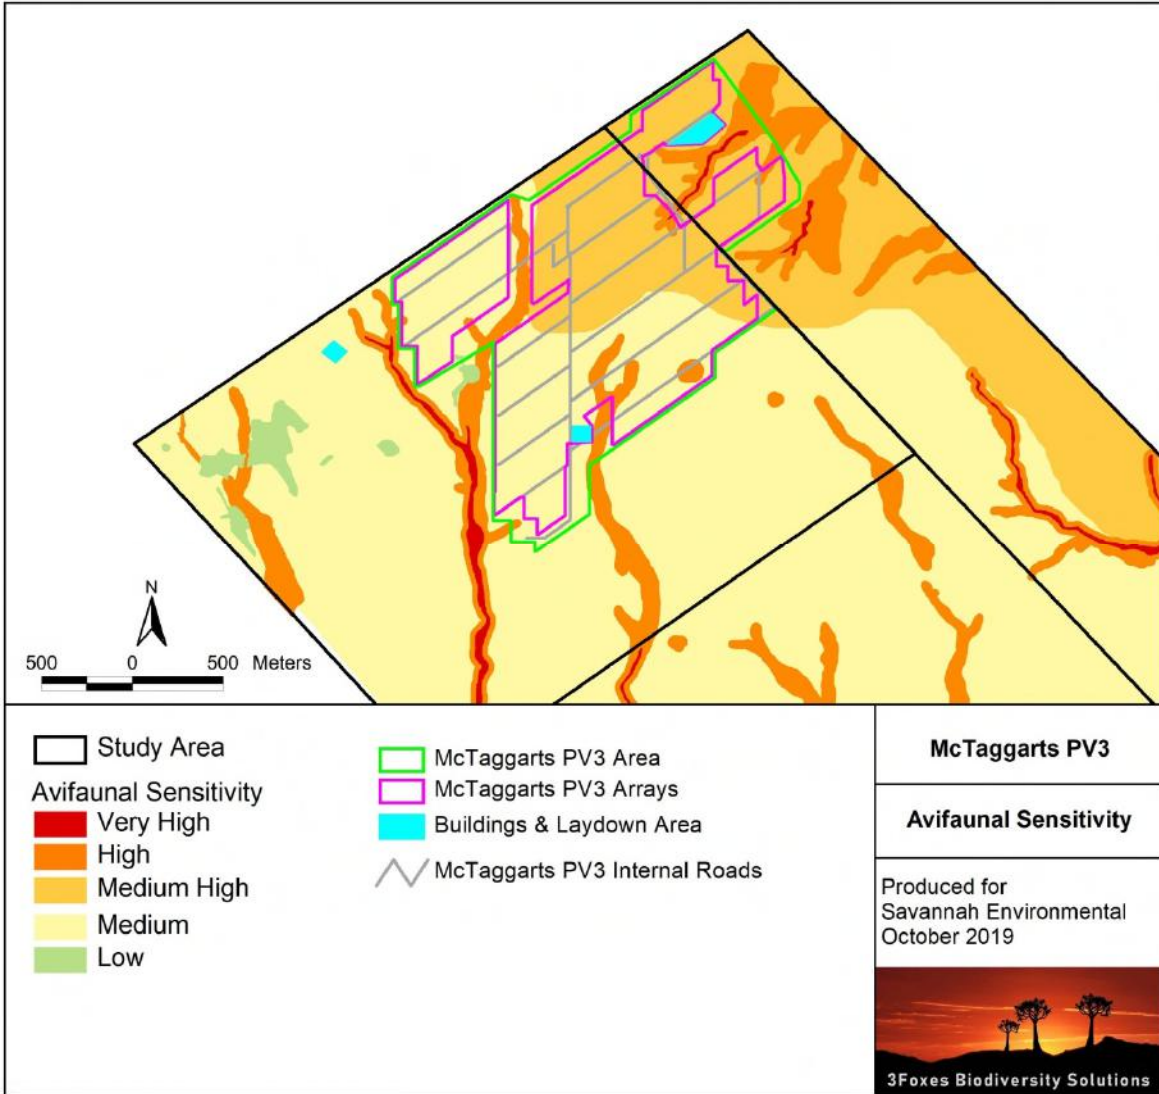 N
500 0 500 Meters
Study Area
Avifaunal Sensitivity
Very High
High
Medium High
Medium
Low
McTaggarts PV3 Area
McTaggarts PV3 Arrays
Buildings & Laydown Area
McTaggarts PV3 Internal Roads
McTaggarts PV3
Avifaunal Sensitivity
Produced for
Savannah Environmental
October 2019
3Foxes Biodiversity Solutions